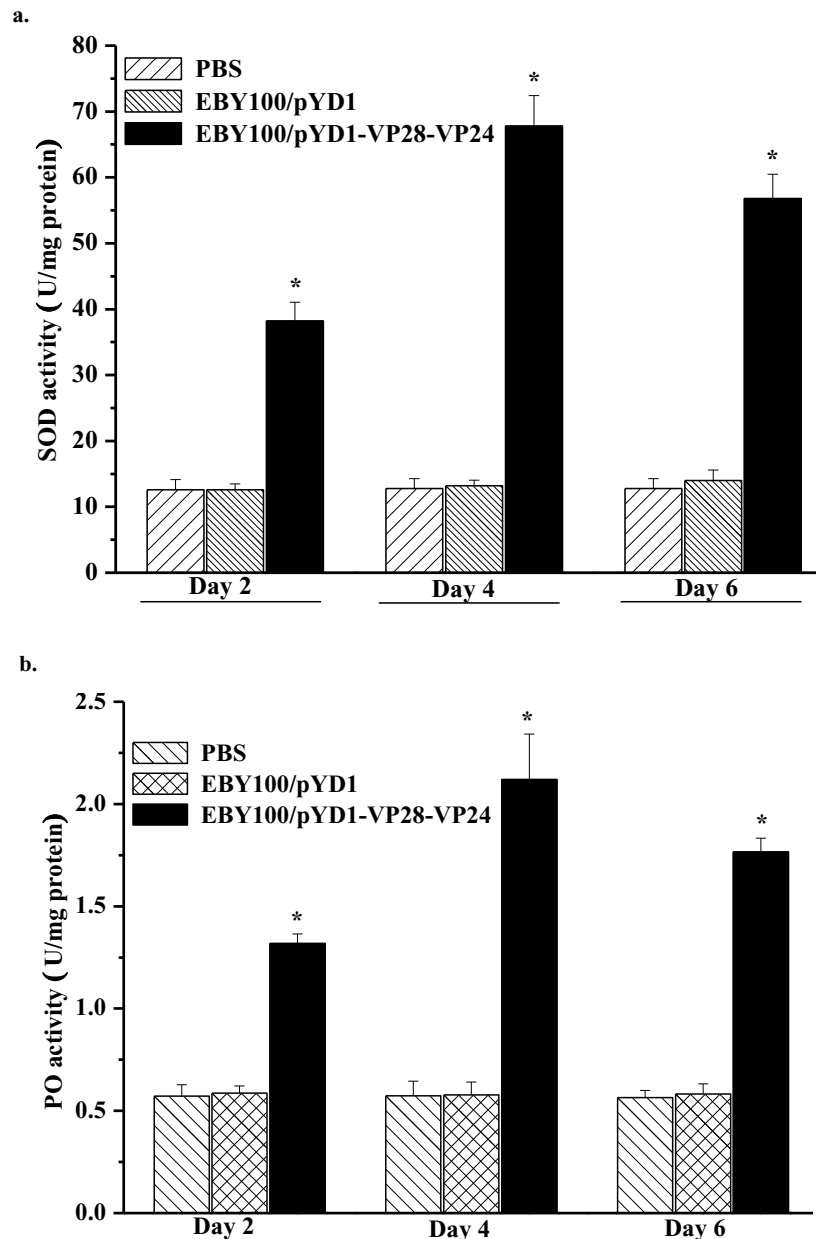 a.
80
70
60
50
40
30
20
10
0
SOD activity ( U/mg protein)
PBS
EBY100/pYD1
EBY100/pYD1-VP28-VP24
*
*
*
Day 2
Day 4
Day 6
b.
2.5
2.0
1.5
1.0
0.5
0.0
PO activity ( U/mg protein)
PBS
EBY100/pYD1
EBY100/pYD1-VP28-VP24
*
*
*
Day 2
Day 4
Day 6